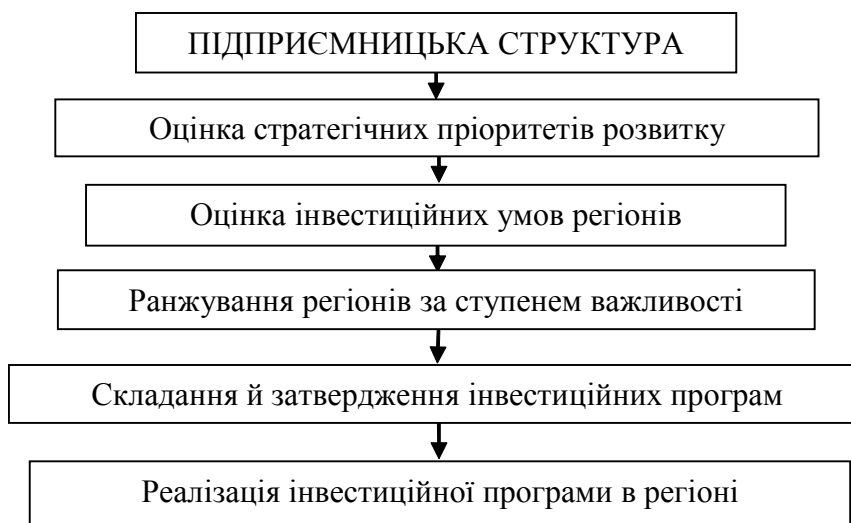 ПІДПРИЄМНИЦЬКА СТРУКТУРА
Оцінка стратегічних пріоритетів розвитку
Оцінка інвестиційних умов регіонів
Ранжування регіонів за ступенем важливості
Складання й затвердження інвестиційних програм
Реалізація інвестиційної програми в регіоні